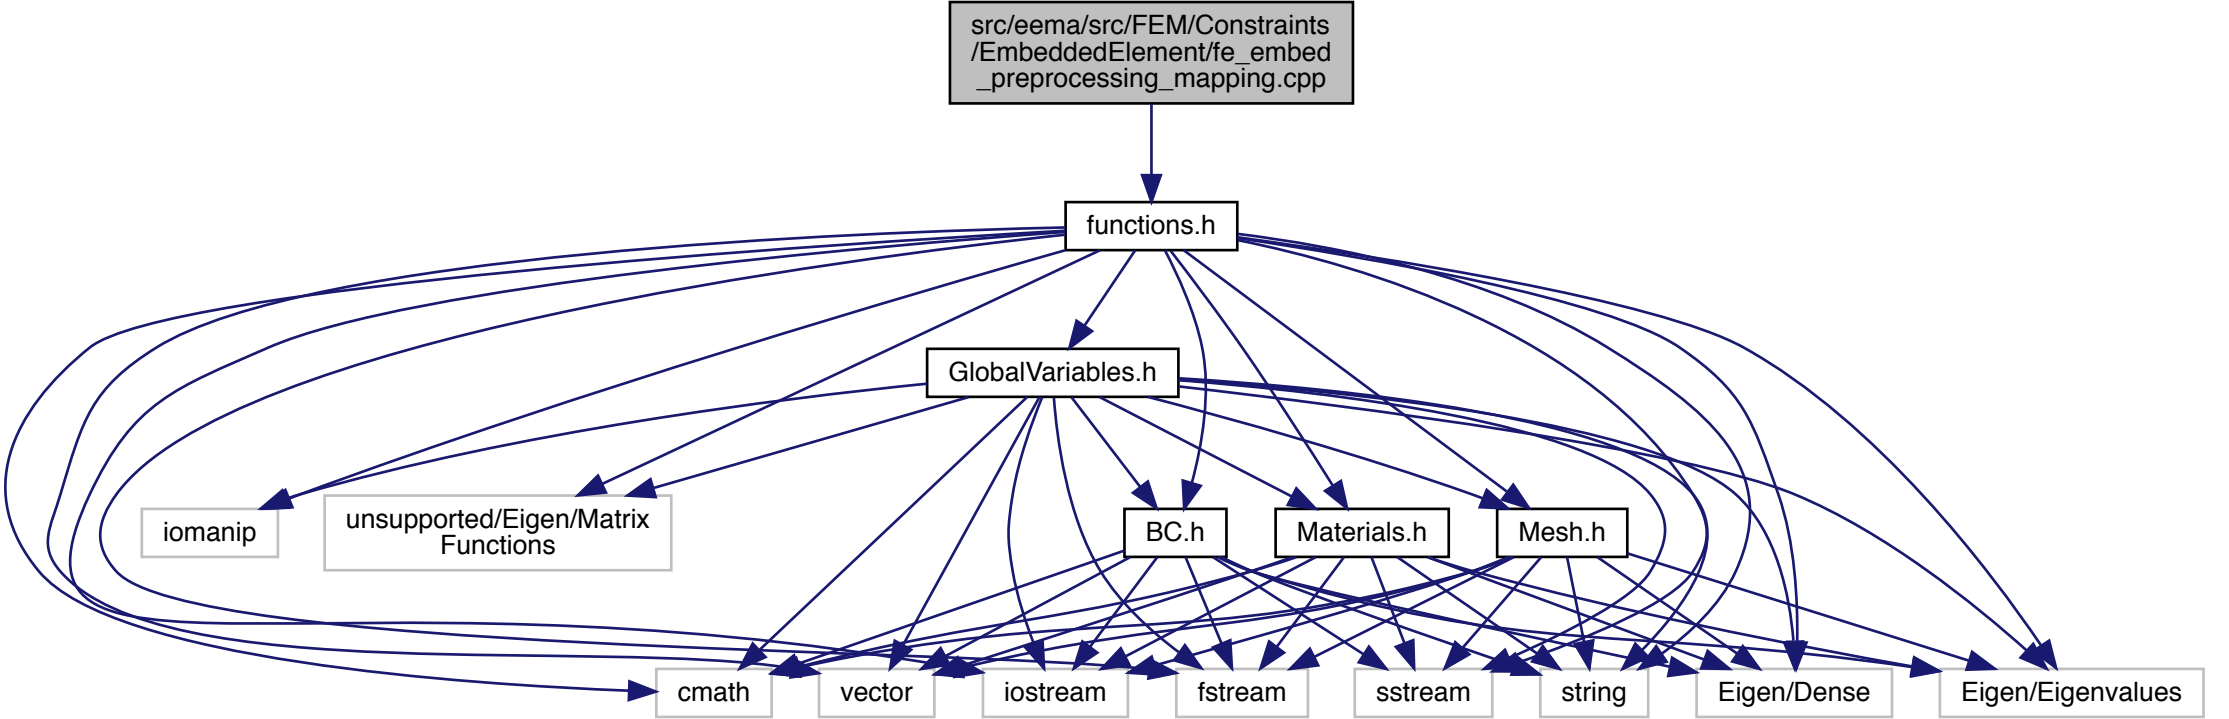 src/eema/src/FEM/Constraints
/EmbeddedElement/fe_embed
_preprocessing_mapping.cpp
functions.h
GlobalVariables.h
iomanip
unsupported/Eigen/Matrix
Functions
BC.h
Materials.h
Mesh.h
cmath
vector
iostream
fstream
sstream
string
Eigen/Dense
Eigen/Eigenvalues